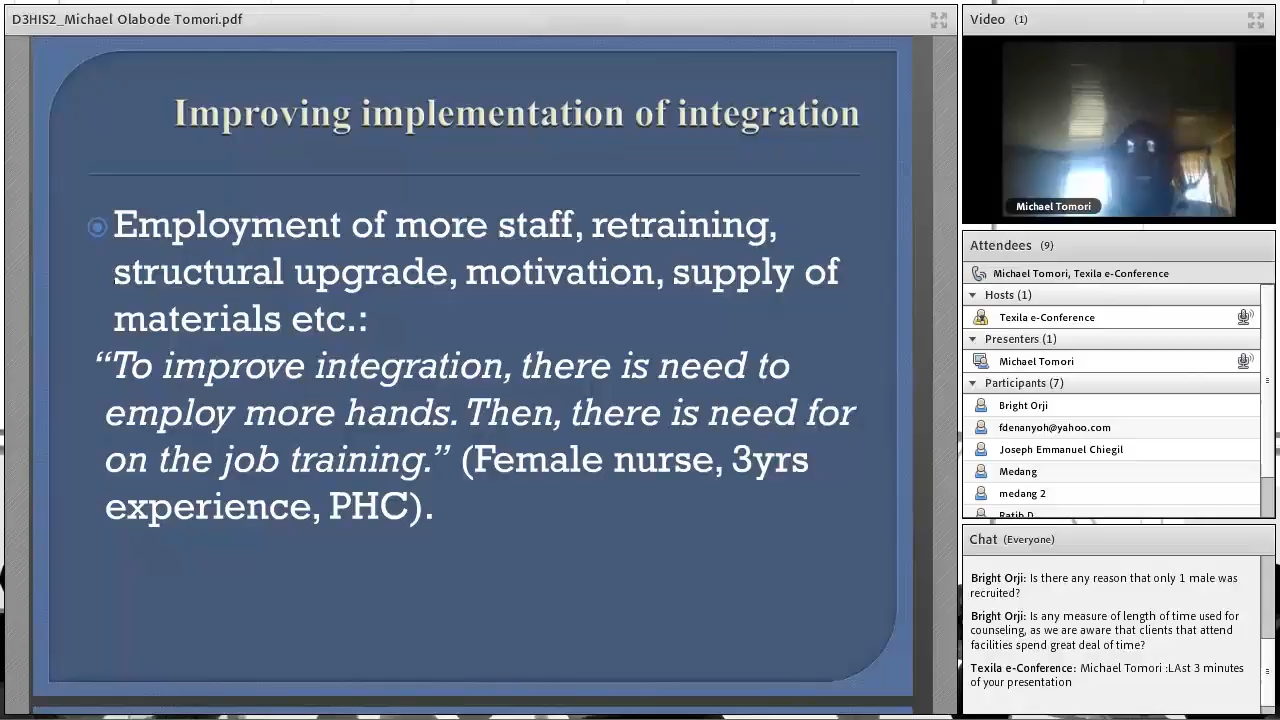 D3HIS2_Michael Olabode Tomori.pdf
Improving implementation of integration
Employment of more staff, retraining,
structural upgrade, motivation, supply of
materials etc.:
“To improve integration, there is need to
employ more hands. Then, there is need for
on the job training.” (Female nurse, 3yrs
experience, PHC).
Video (1)
Michael Tomori
Attendees (9)
Michael Tomori, Texila e-Conference
Hosts (1)
Texila e-Conference
Presenters (1)
Michael Tomori
Participants (7)
Bright Orji
fdenanyoh@yahoo.com
Joseph Emmanuel Chiegil
Medang
medang 2
Ratib D
Chat (Everyone)
Bright Orji: Is there any reason that only 1 male was
recruited?
Bright Orji: Is any measure of length of time used for
counseling, as we are aware that clients that attend
facilities spend great deal of time?
Texila e-Conference: Michael Tomori :LAst 3 minutes
of your presentation